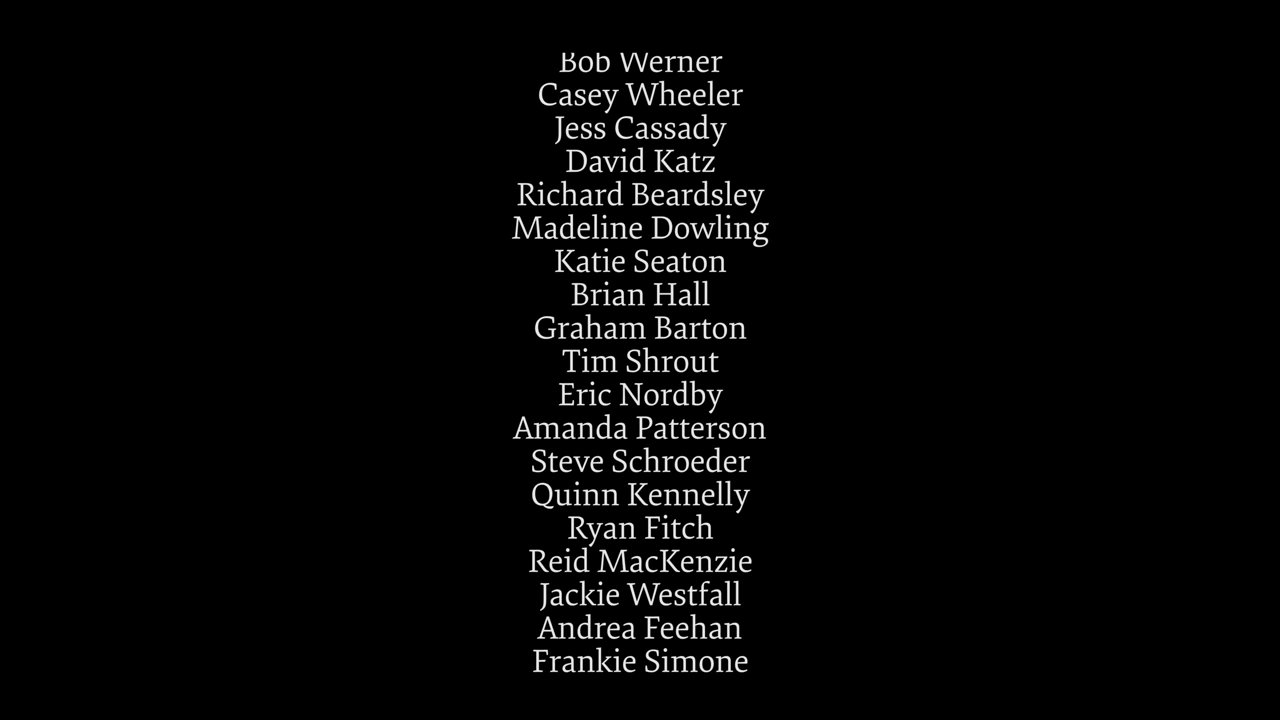 Bob Werner
Casey Wheeler
Jess Cassady
David Katz
Richard Beardsley
Madeline Dowling
Katie Seaton
Brian Hall
Graham Barton
Tim Shrout
Eric Nordby
Amanda Patterson
Steve Schroeder
Quinn Kennelly
Ryan Fitch
Reid MacKenzie
Jackie Westfall
Andrea Feehan
Frankie Simone